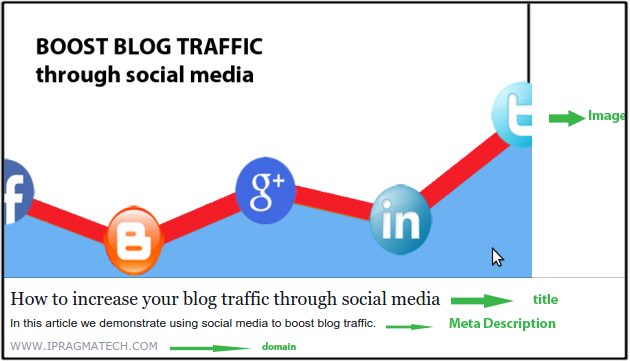 BOOST BLOG TRAFFIC
through social media
f
B
g+
in
t
Image
How to increase your blog traffic through social media
title
In this article we demonstrate using social media to boost blog traffic.
Meta Description
WWW.IPRAGMATECH.COM
domain